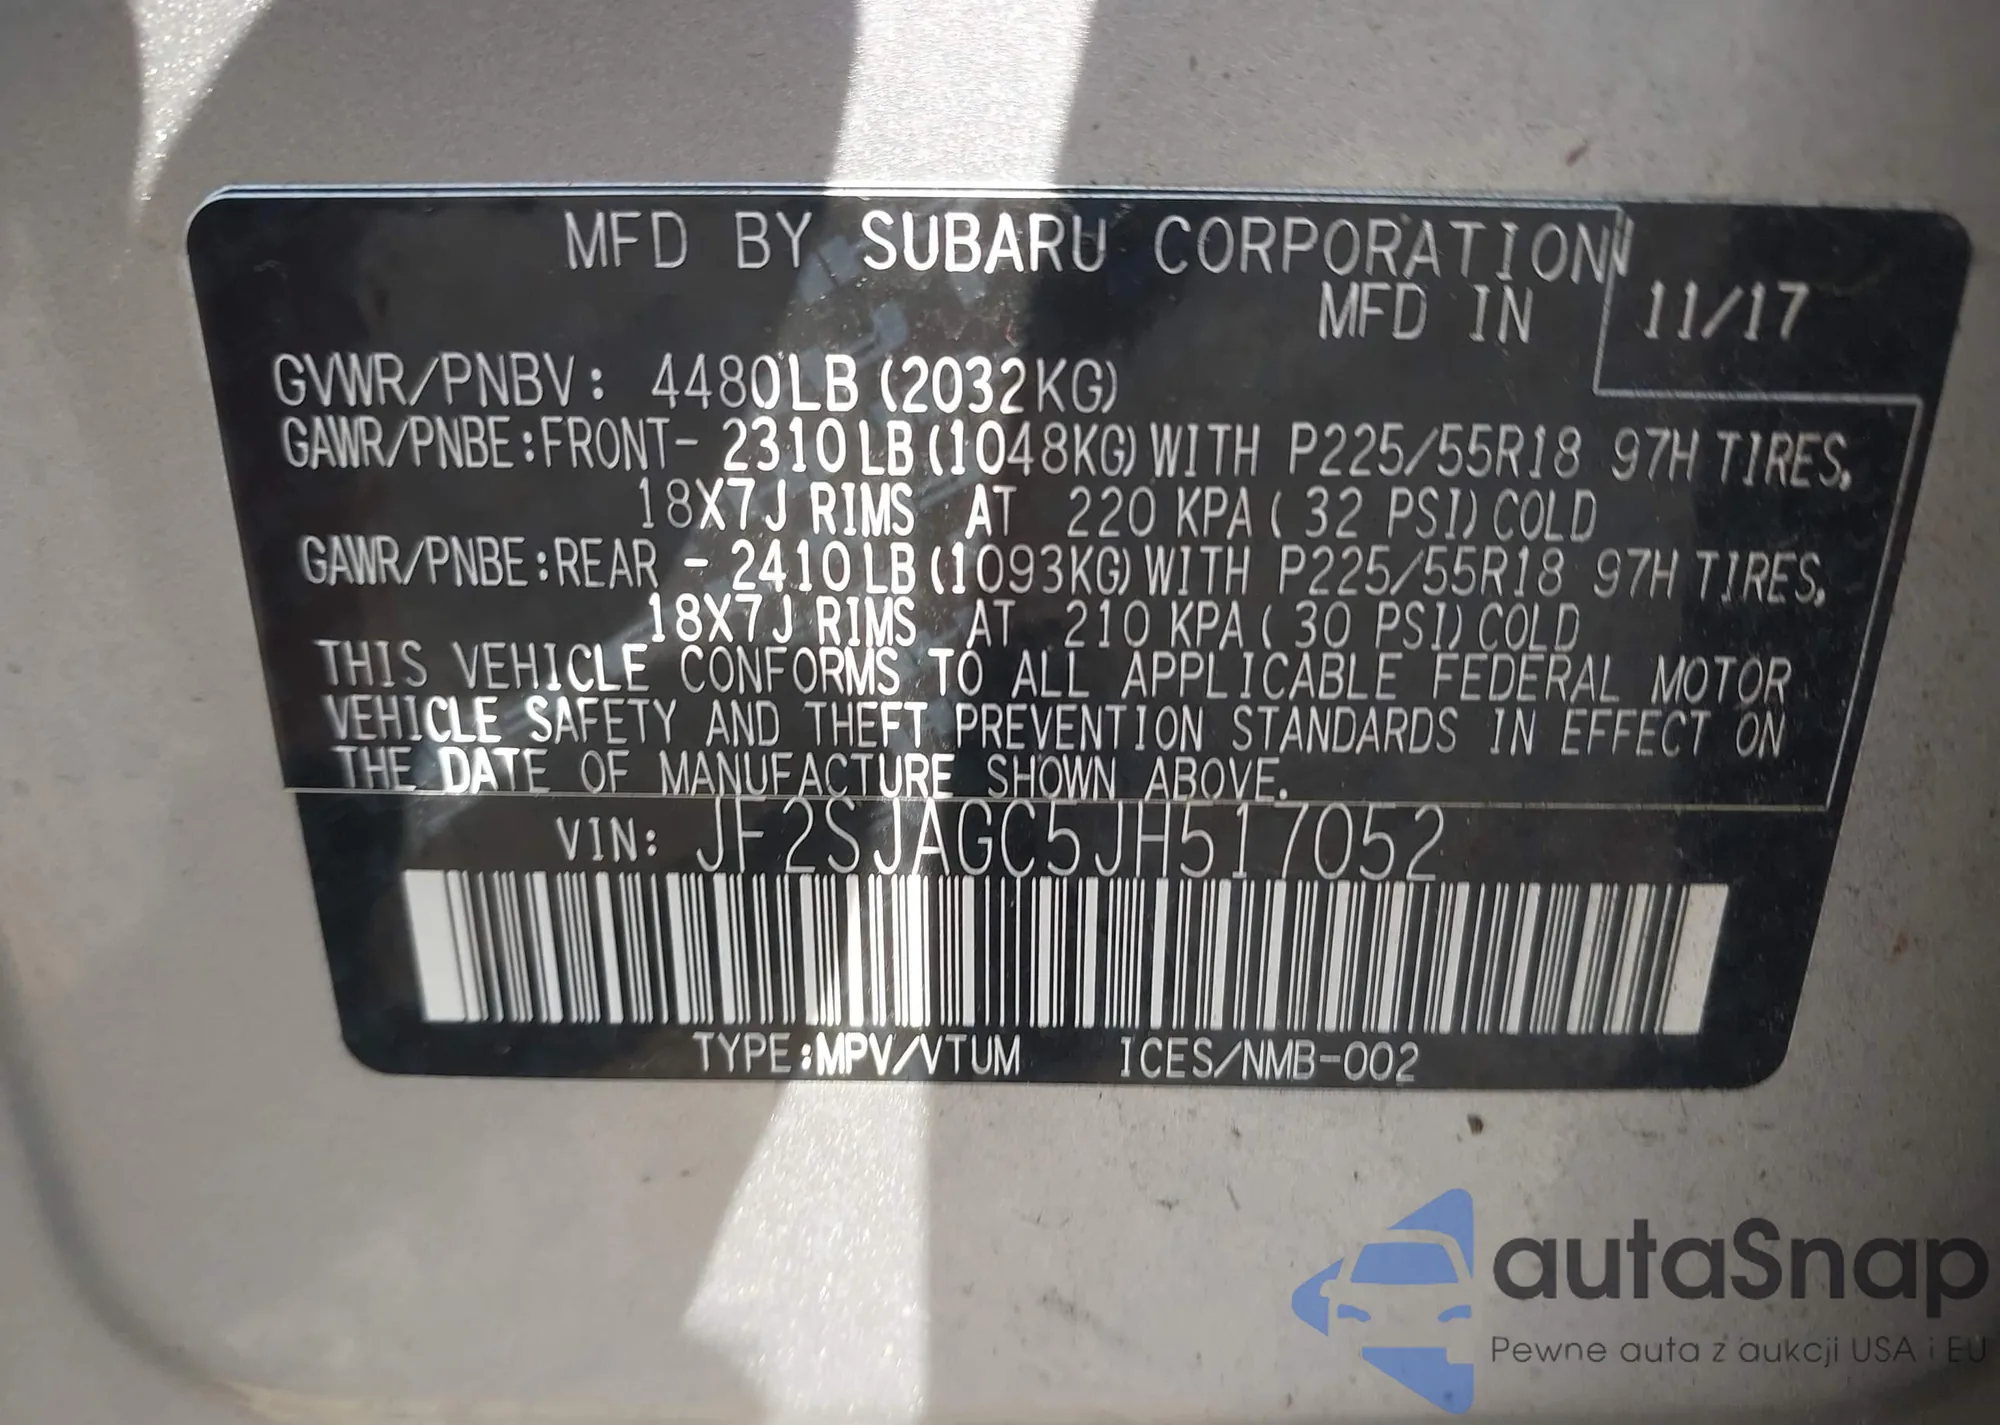 MFD BY SUBARU CORPORATION
MFD IN 11/17
GVWR/PNBV: 4480LB (2032KG)
GAWR/PNBE:FRONT- 2310LB (1048KG) WITH P225/55R18 97H TIRES,
18X7J RIMS AT 220 KPA ( 32 PSI) COLD
GAWR/PNBE:REAR - 2410LB (1093KG) WITH P225/55R18 97H TIRES,
18X7J RIMS AT 210 KPA ( 30 PSI) COLD
THIS VEHICLE CONFORMS TO ALL APPLICABLE FEDERAL MOTOR
VEHICLE SAFETY AND THEFT PREVENTION STANDARDS IN EFFECT ON
THE DATE OF MANUFACTURE SHOWN ABOVE.
VIN: JF2SJAGC5JH517052
TYPE:MPV/VTUM ICES/NMB-002
autaSnap
Pewne auta z aukcji USA i EU